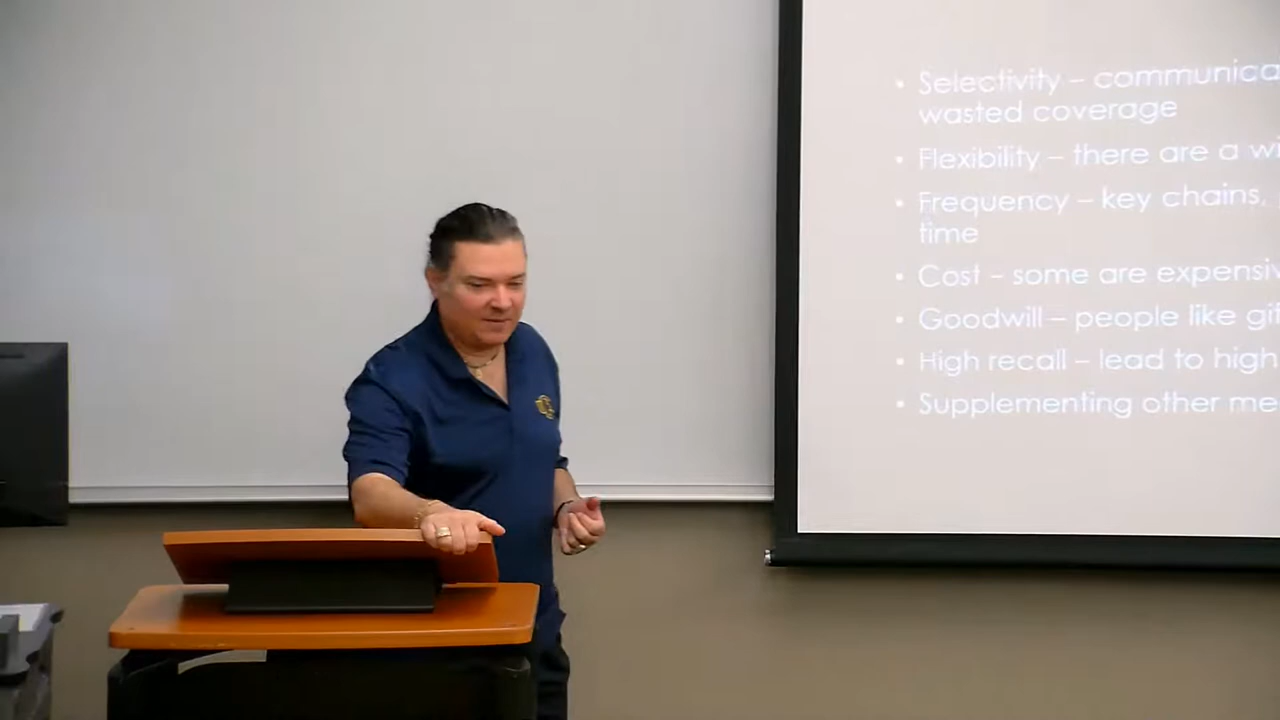 • Selectivity – communica
wasted coverage
• Flexibility – there are a wi
• Frequency – key chains,
time
• Cost – some are expensiv
• Goodwill – people like gif
• High recall – lead to high
• Supplementing other me